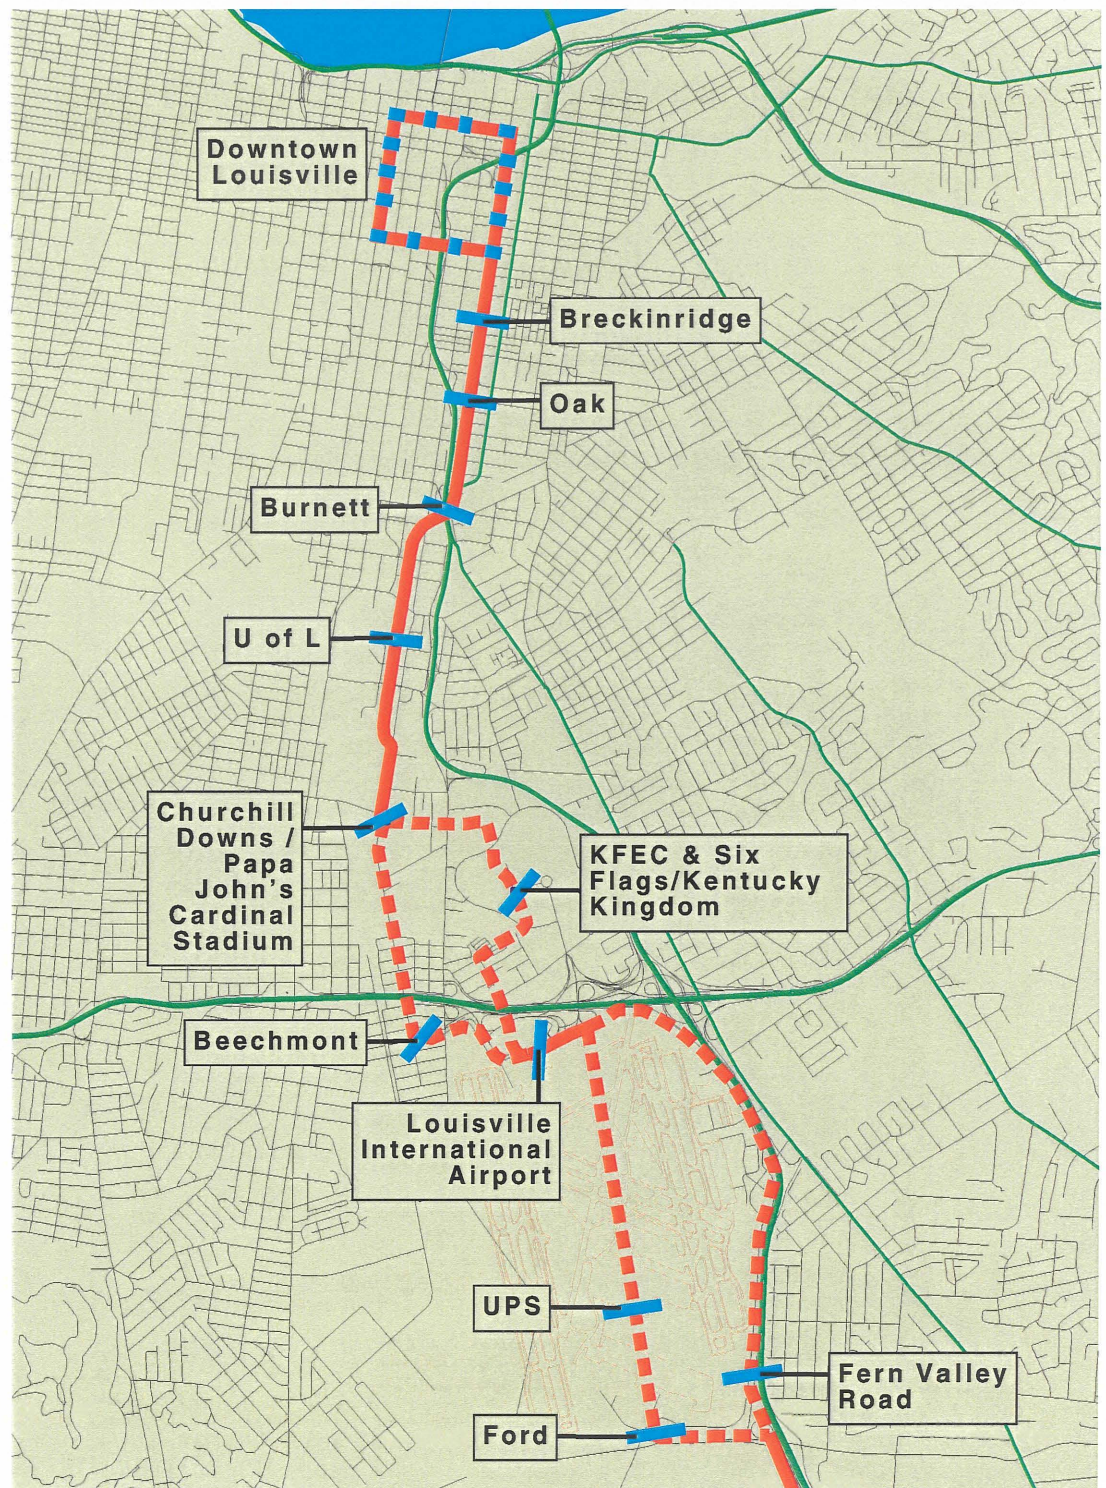 Downtown
Louisville
Breckinridge
Oak
Burnett
U of L
Churchill
Downs /
Papa
John's
Cardinal
Stadium
KFEC & Six
Flags/Kentucky
Kingdom
Beechmont
Louisville
International
Airport
UPS
Fern Valley
Road
Ford